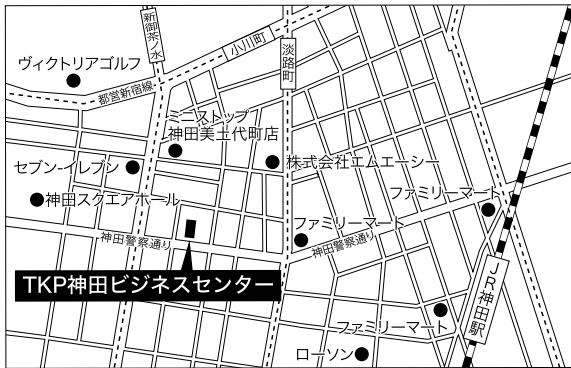 新御茶ノ水
小川町
淡路町
ヴィクトリアゴルフ
都営新宿線
ミニストップ
神田美土代町店
セブン-イレブン
株式会社エムエーシー
神田スクエアホール
ファミリーマート
ファミリーマート
神田警察通り
神田警察通り
TKP神田ビジネスセンター
JR神田駅
ファミリーマート
ローソン